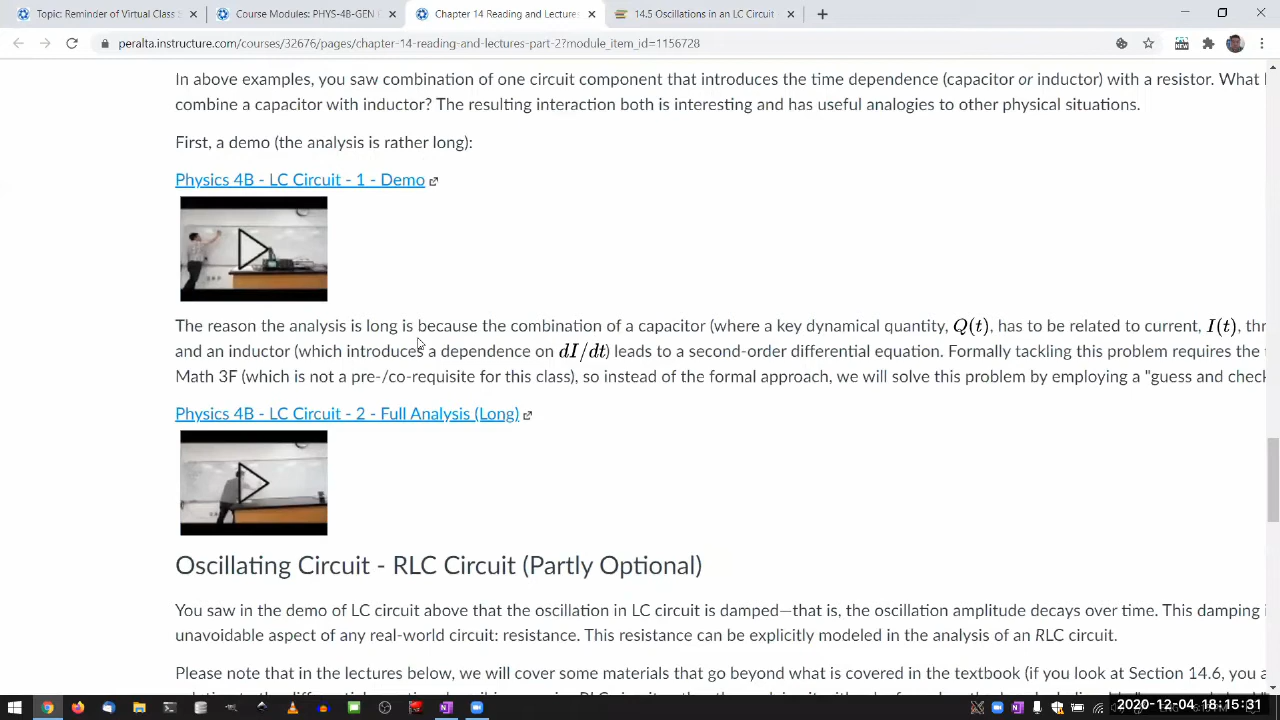 Topic: Reminder of Virtual Class
Course Modules: PHYS-4B-GEN
Chapter 14 Reading and Lectures
14.5 Oscillations in an LC Circuit
peralta.instructure.com/courses/32676/pages/chapter-14-reading-and-lectures-part-2?module_item_id=1156728
In above examples, you saw combination of one circuit component that introduces the time dependence (capacitor or inductor) with a resistor. What
combine a capacitor with inductor? The resulting interaction both is interesting and has useful analogies to other physical situations.
First, a demo (the analysis is rather long):
Physics 4B - LC Circuit - 1 - Demo
The reason the analysis is long is because the combination of a capacitor (where a key dynamical quantity, Q(t), has to be related to current, I(t), thr
and an inductor (which introduces a dependence on dI/dt) leads to a second-order differential equation. Formally tackling this problem requires the
Math 3F (which is not a pre-/co-requisite for this class), so instead of the formal approach, we will solve this problem by employing a "guess and check
Physics 4B - LC Circuit - 2 - Full Analysis (Long)
Oscillating Circuit - RLC Circuit (Partly Optional)
You saw in the demo of LC circuit above that the oscillation in LC circuit is damped—that is, the oscillation amplitude decays over time. This damping
unavoidable aspect of any real-world circuit: resistance. This resistance can be explicitly modeled in the analysis of an RLC circuit.
Please note that in the lectures below, we will cover some materials that go beyond what is covered in the textbook (if you look at Section 14.6, you
2020-12-04 18:15:31